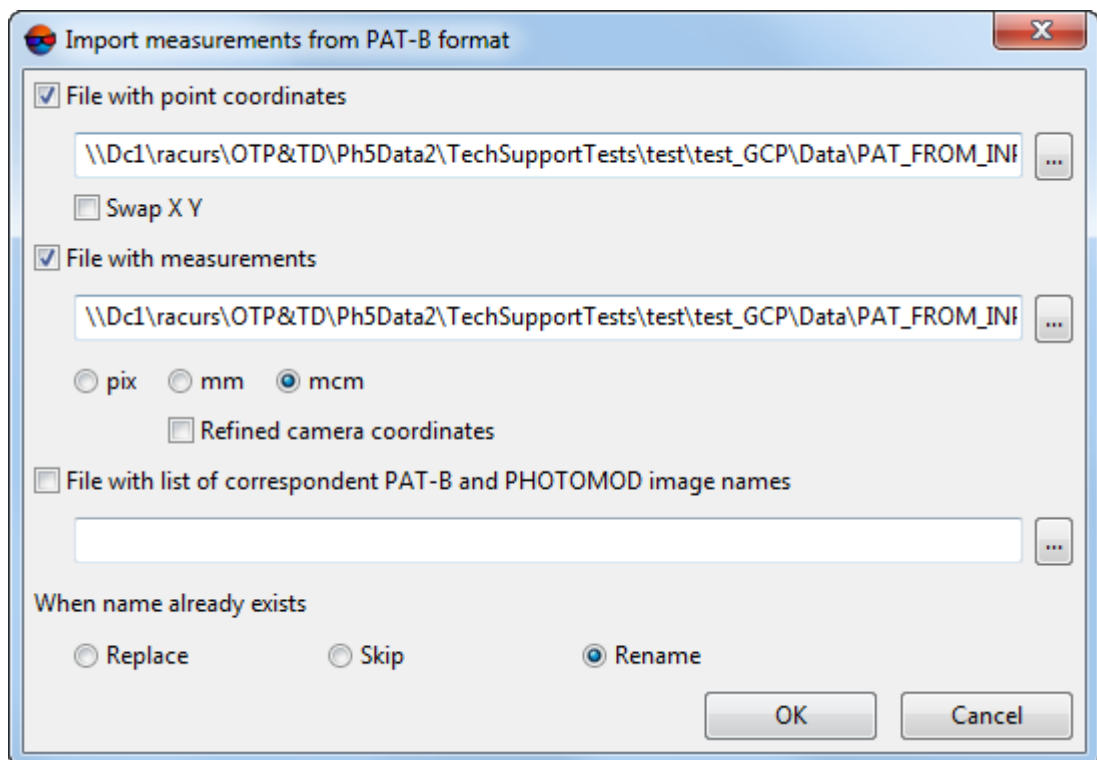 Import measurements from PAT-B format
File with point coordinates
\\Dc1\racurs\OTP&TD\Ph5Data2\TechSupportTests\test\test_GCP\Data\PAT_FROM_INF
...
Swap X Y
File with measurements
\\Dc1\racurs\OTP&TD\Ph5Data2\TechSupportTests\test\test_GCP\Data\PAT_FROM_INF
...
pix mm mcm
Refined camera coordinates
File with list of correspondent PAT-B and PHOTOMOD image names
...
When name already exists
Replace Skip Rename
OK Cancel